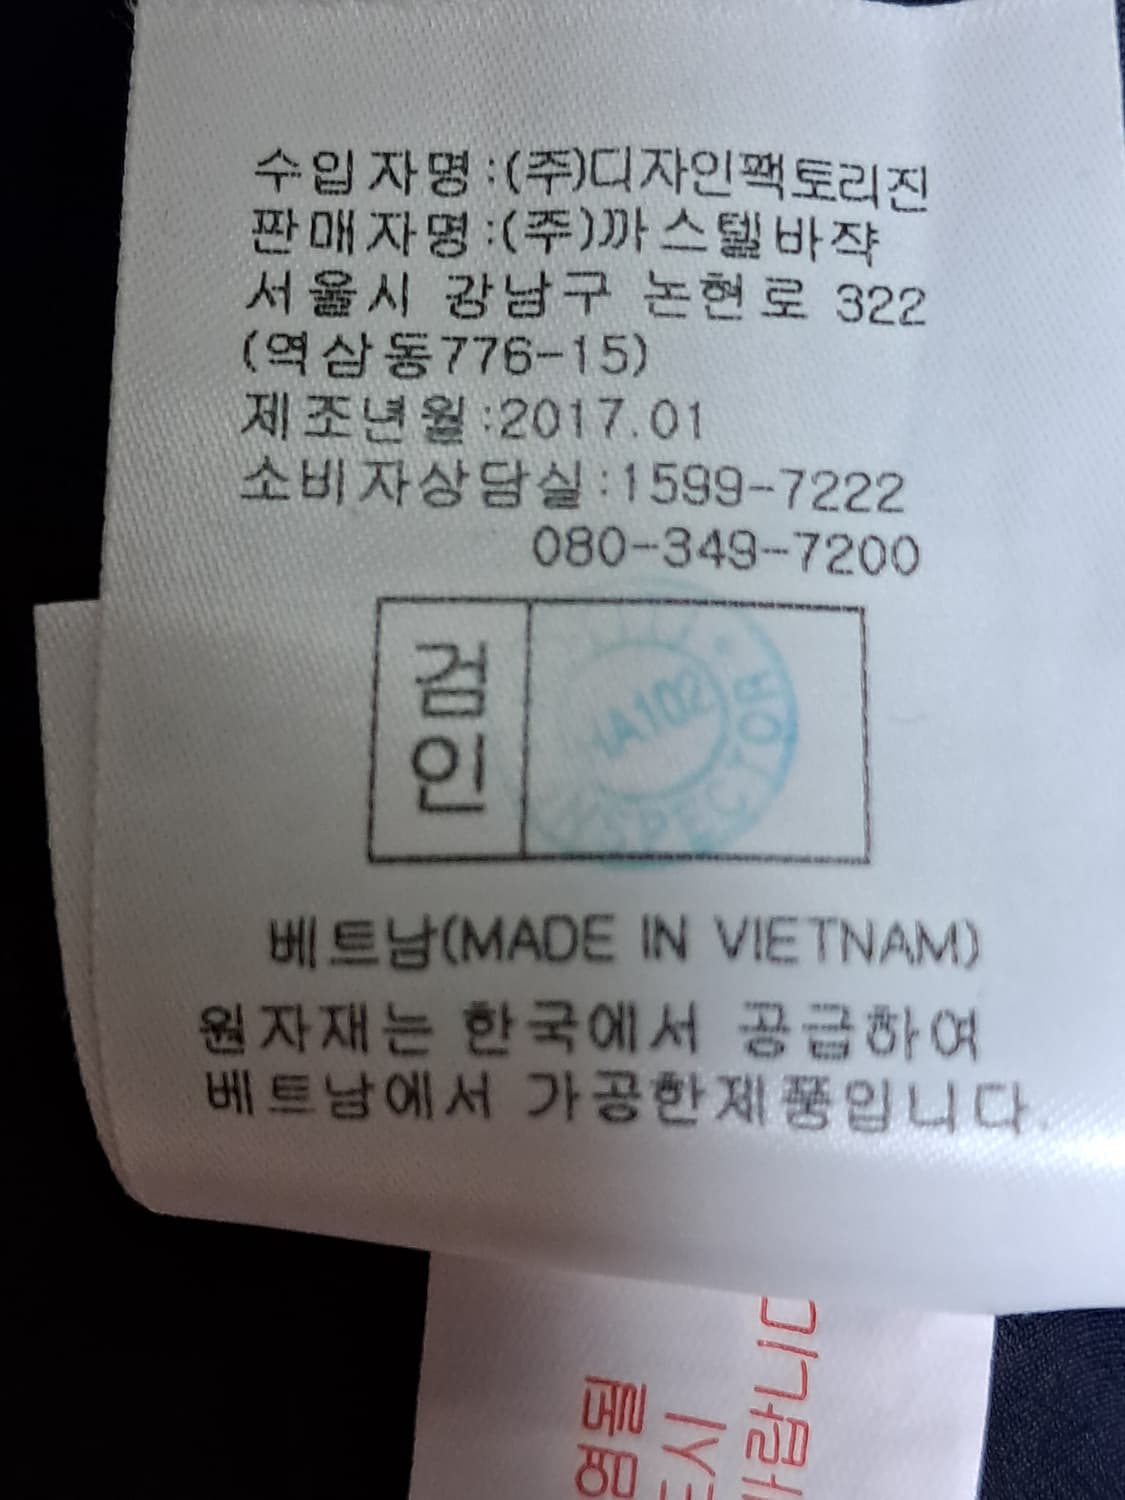 수입자명:(주)디자인팩토리진
판매자명:(주)까스텔바쟉
서울시 강남구 논현로 322
(역삼동776-15)
제조년월:2017.01
소비자상담실:1599-7222
080-349-7200
검인
A102
INSPECTOR
베트남(MADE IN VIETNAM)
원자재는 한국에서 공급하여
베트남에서 가공한제품입니다.